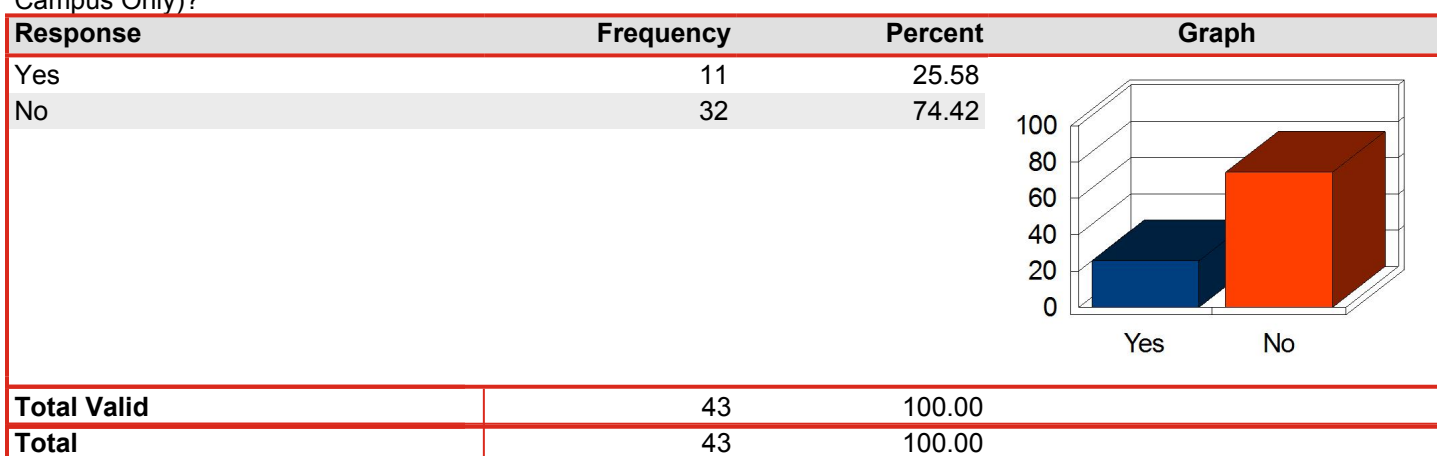 Campus Only)?
Response Frequency Percent Graph
Yes 11 25.58
No 32 74.42
100
80
60
40
20
0
Yes No
Total Valid 43 100.00
Total 43 100.00